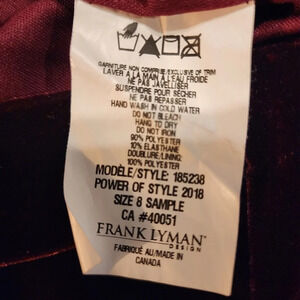 GARNITURE NON COMPRISE/EXCLUSIVE OF TRIM
LAVER A LA MAIN A L'EAU FROIDE
NE PAS JAVELLISER
SUSPENDRE POUR SÉCHER
NE PAS REPASSER
HAND WASH IN COLD WATER
DO NOT BLEACH
HANG TO DRY
DO NOT IRON
90% POLYESTER
10% ELASTHANE
DOUBLURE/LINING:
100% POLYESTER
MODÈLE/STYLE: 185238
POWER OF STYLE 2018
SIZE 8 SAMPLE
CA #40051
FRANK LYMAN
DESIGN
FABRIQUÉ AU/MADE IN
CANADA